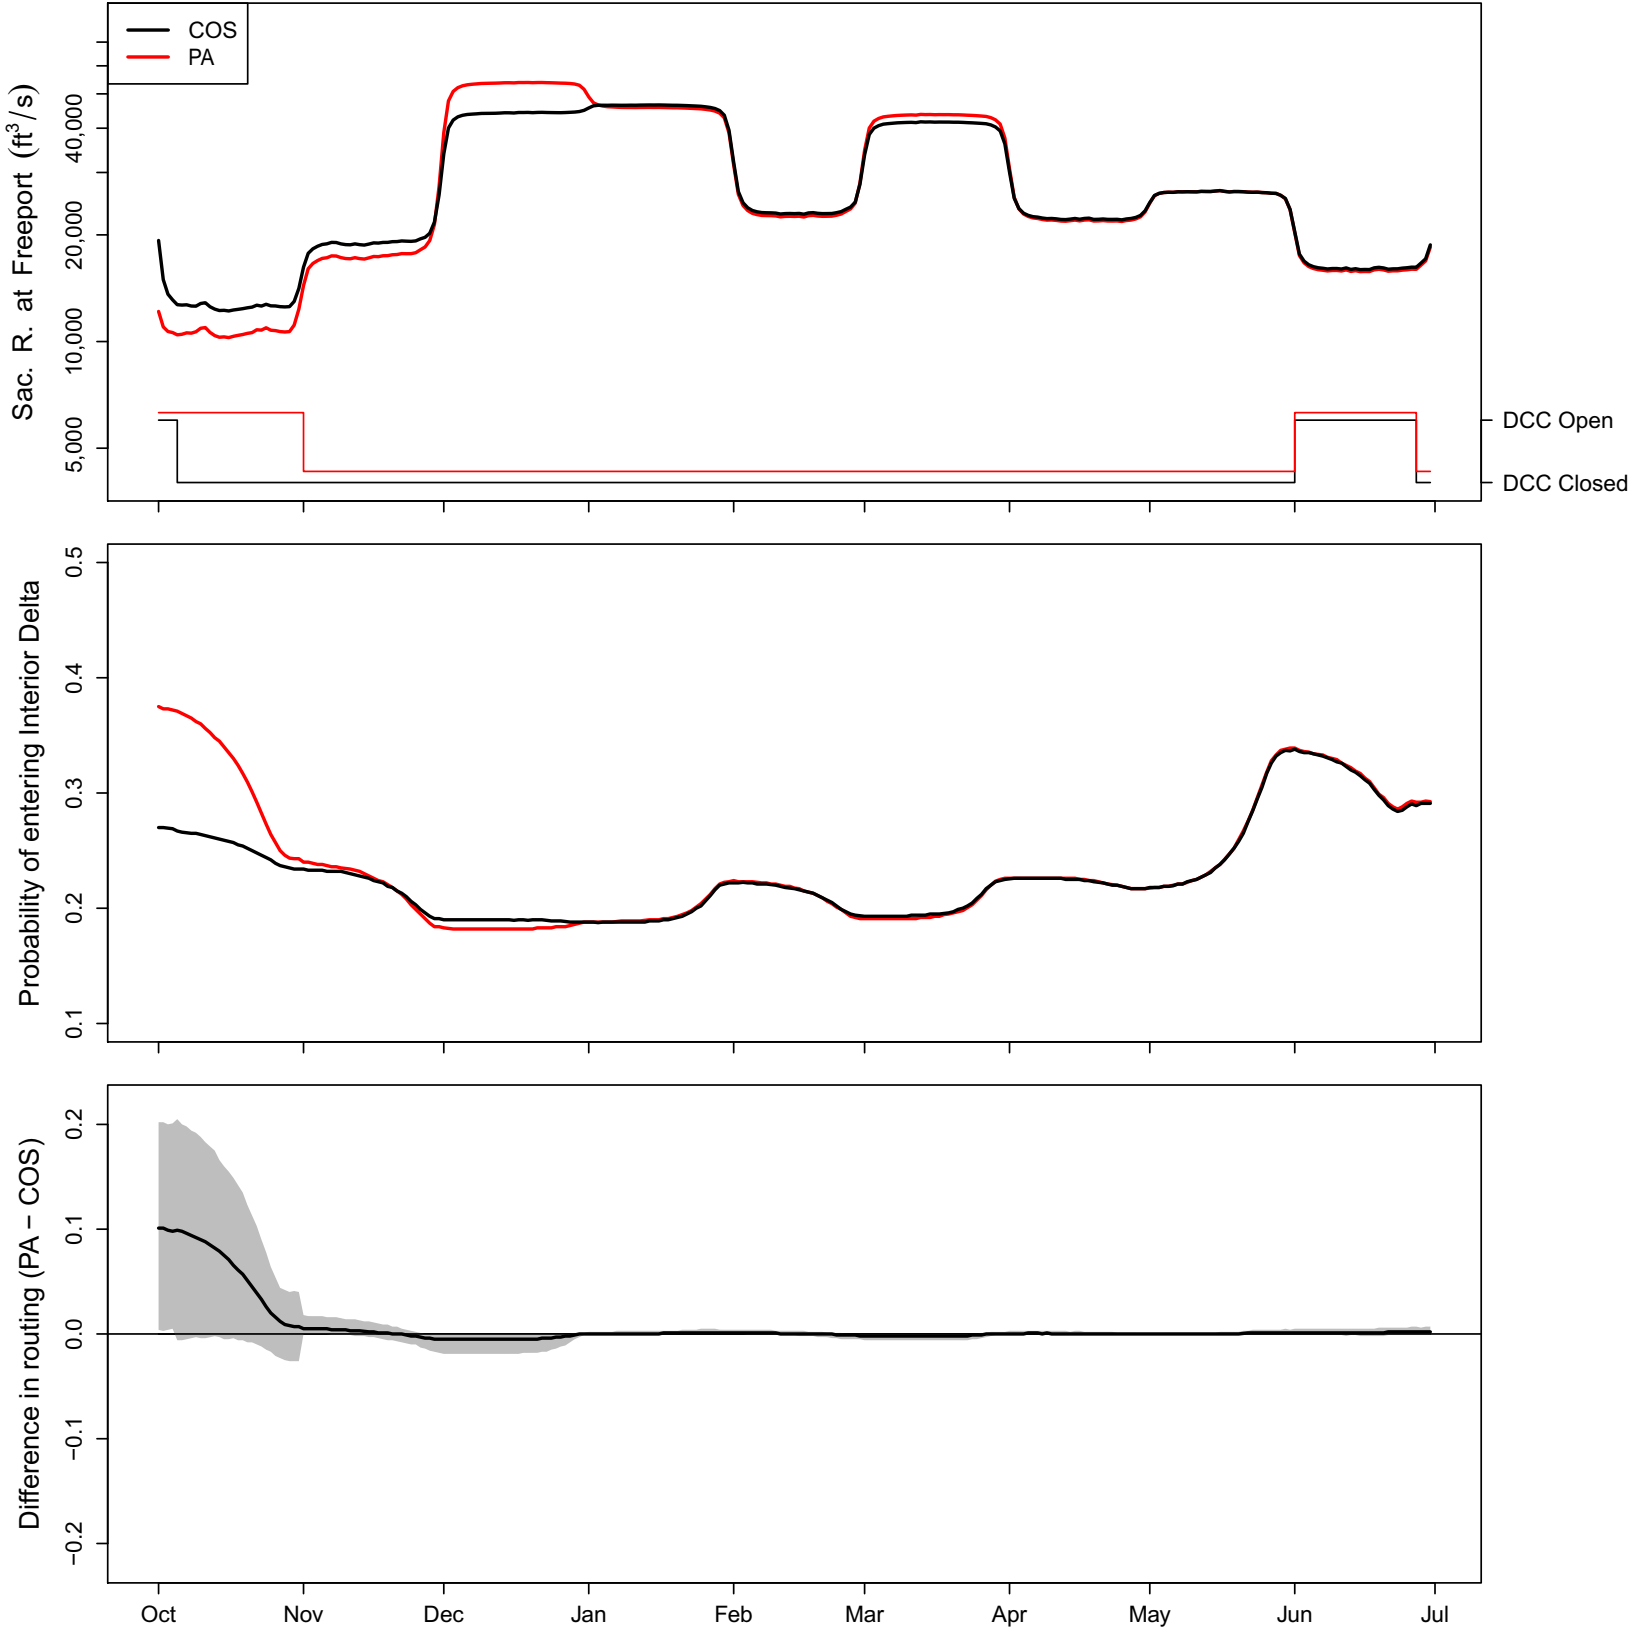 COS
PA
Sac. R. at Freeport (ft³/s)
40,000
20,000
10,000
5,000
DCC Open
DCC Closed
Probability of entering Interior Delta
0.5
0.4
0.3
0.2
0.1
Difference in routing (PA − COS)
0.2
0.1
0.0
−0.1
−0.2
Oct Nov Dec Jan Feb Mar Apr May Jun Jul